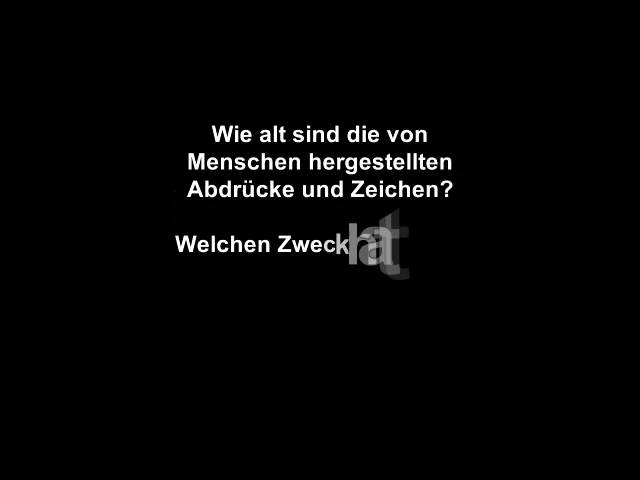 Wie alt sind die von
Menschen hergestellten
Abdrücke und Zeichen?
Welchen Zweck hat